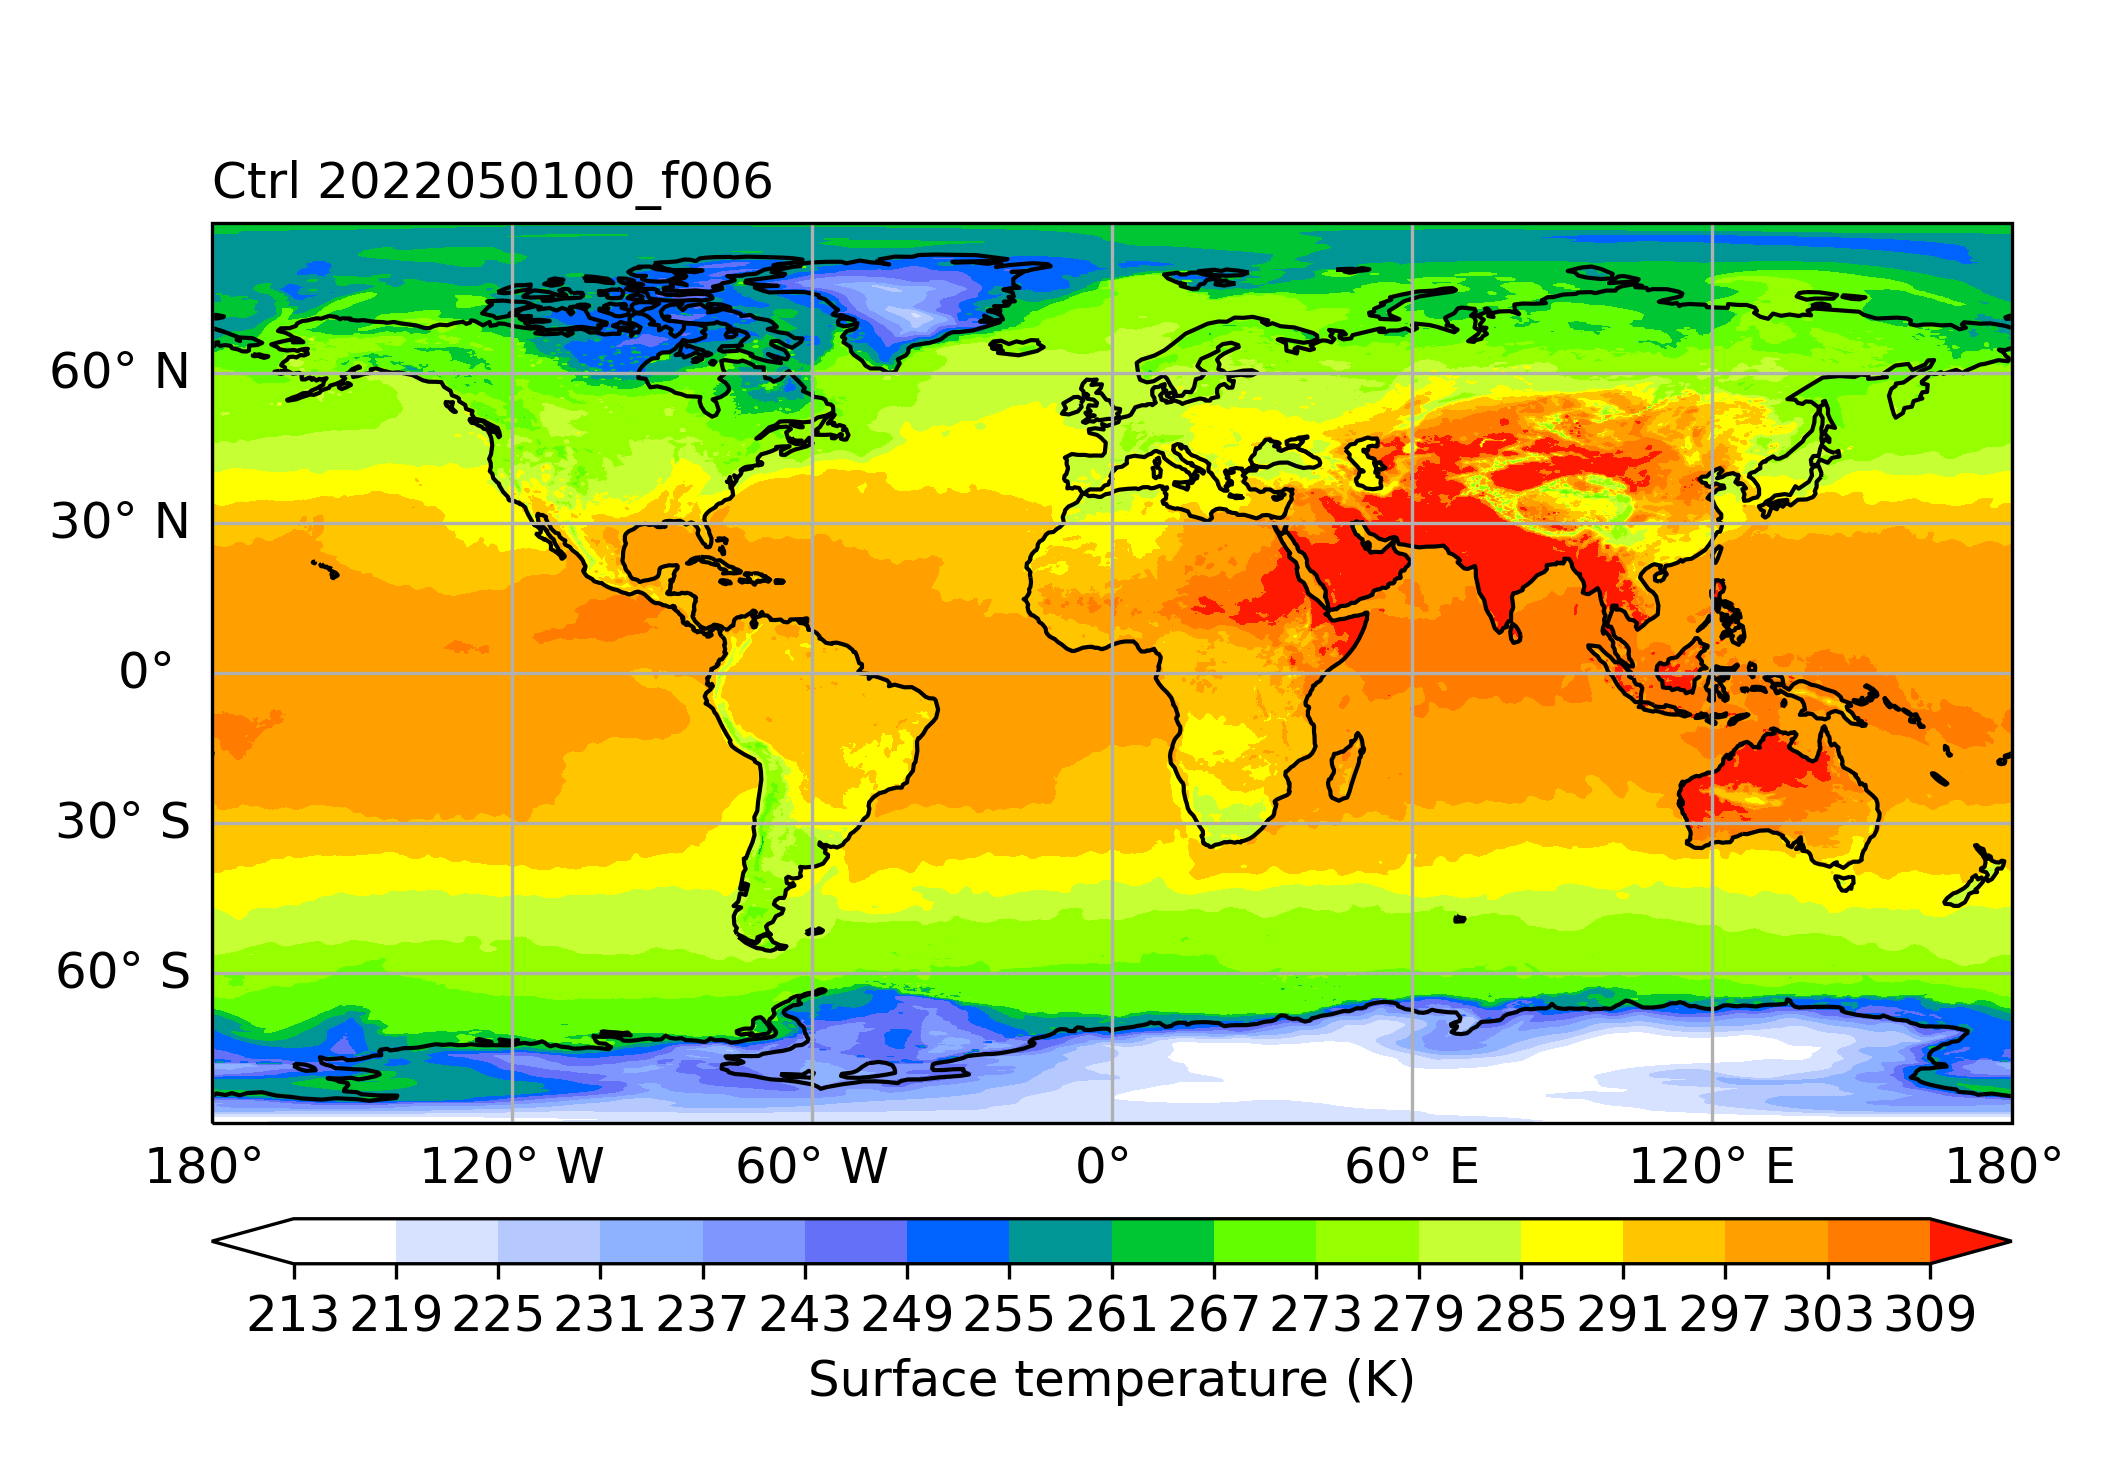 Ctrl 2022050100_f006
60° N
30° N
0°
30° S
60° S
180° 120° W 60° W 0° 60° E 120° E 180°
213 219 225 231 237 243 249 255 261 267 273 279 285 291 297 303 309
Surface temperature (K)